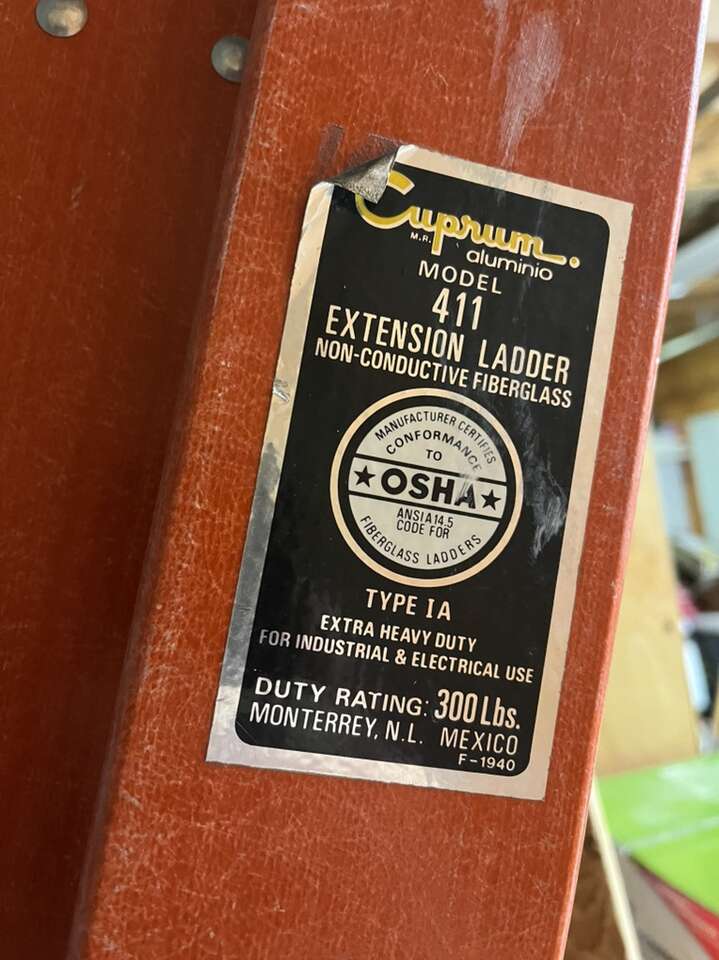 Cuprum
M.R.
aluminio
MODEL
411
EXTENSION LADDER
NON-CONDUCTIVE FIBERGLASS
MANUFACTURER CERTIFIES
CONFORMANCE
TO
★OSHA★
ANSI A14.5
CODE FOR
FIBERGLASS LADDERS
TYPE IA
EXTRA HEAVY DUTY
FOR INDUSTRIAL & ELECTRICAL USE
DUTY RATING: 300 Lbs.
MONTERREY, N.L. MEXICO
F-1940